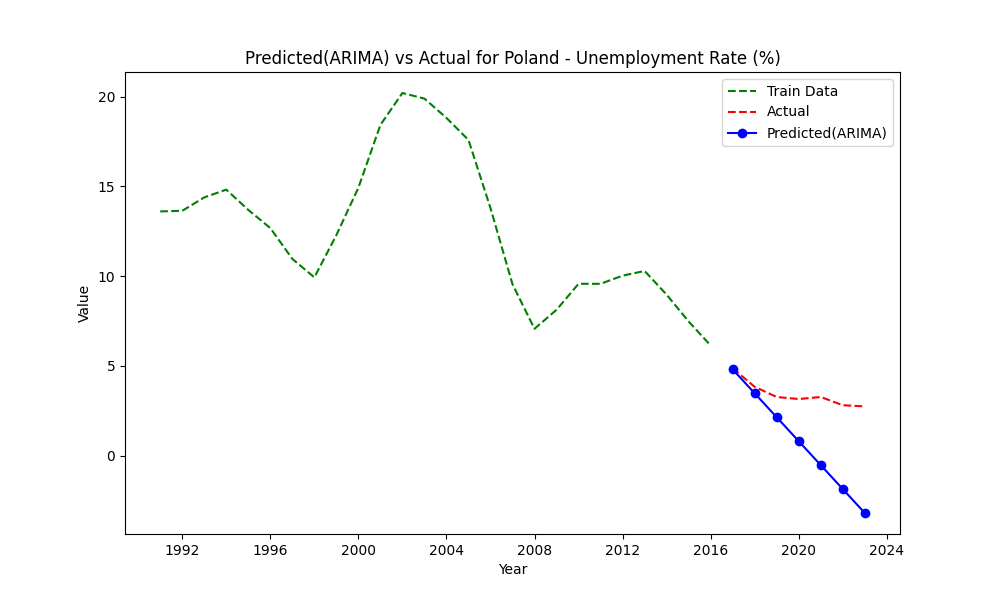 Predicted(ARIMA) vs Actual for Poland - Unemployment Rate (%)
Train Data
Actual
Predicted(ARIMA)
Value
20
15
10
5
0
1992 1996 2000 2004 2008 2012 2016 2020 2024
Year